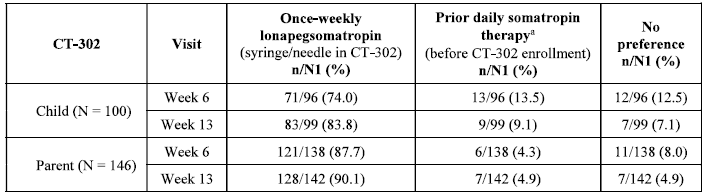 CT-302 Visit Once-weekly lonapegsomatropin (syringe/needle in CT-302) n/N1 (%) Prior daily somatropin therapyᵃ (before CT-302 enrollment) n/N1 (%) No preference n/N1 (%)
Child (N = 100) Week 6 71/96 (74.0) 13/96 (13.5) 12/96 (12.5)
Week 13 83/99 (83.8) 9/99 (9.1) 7/99 (7.1)
Parent (N = 146) Week 6 121/138 (87.7) 6/138 (4.3) 11/138 (8.0)
Week 13 128/142 (90.1) 7/142 (4.9) 7/142 (4.9)